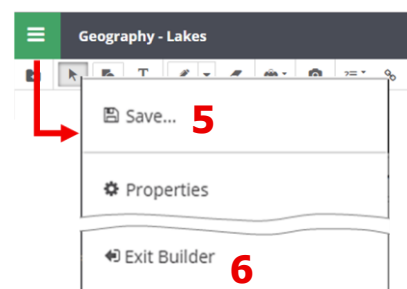 Geography - Lakes
T
Save... 5
Properties
Exit Builder 6